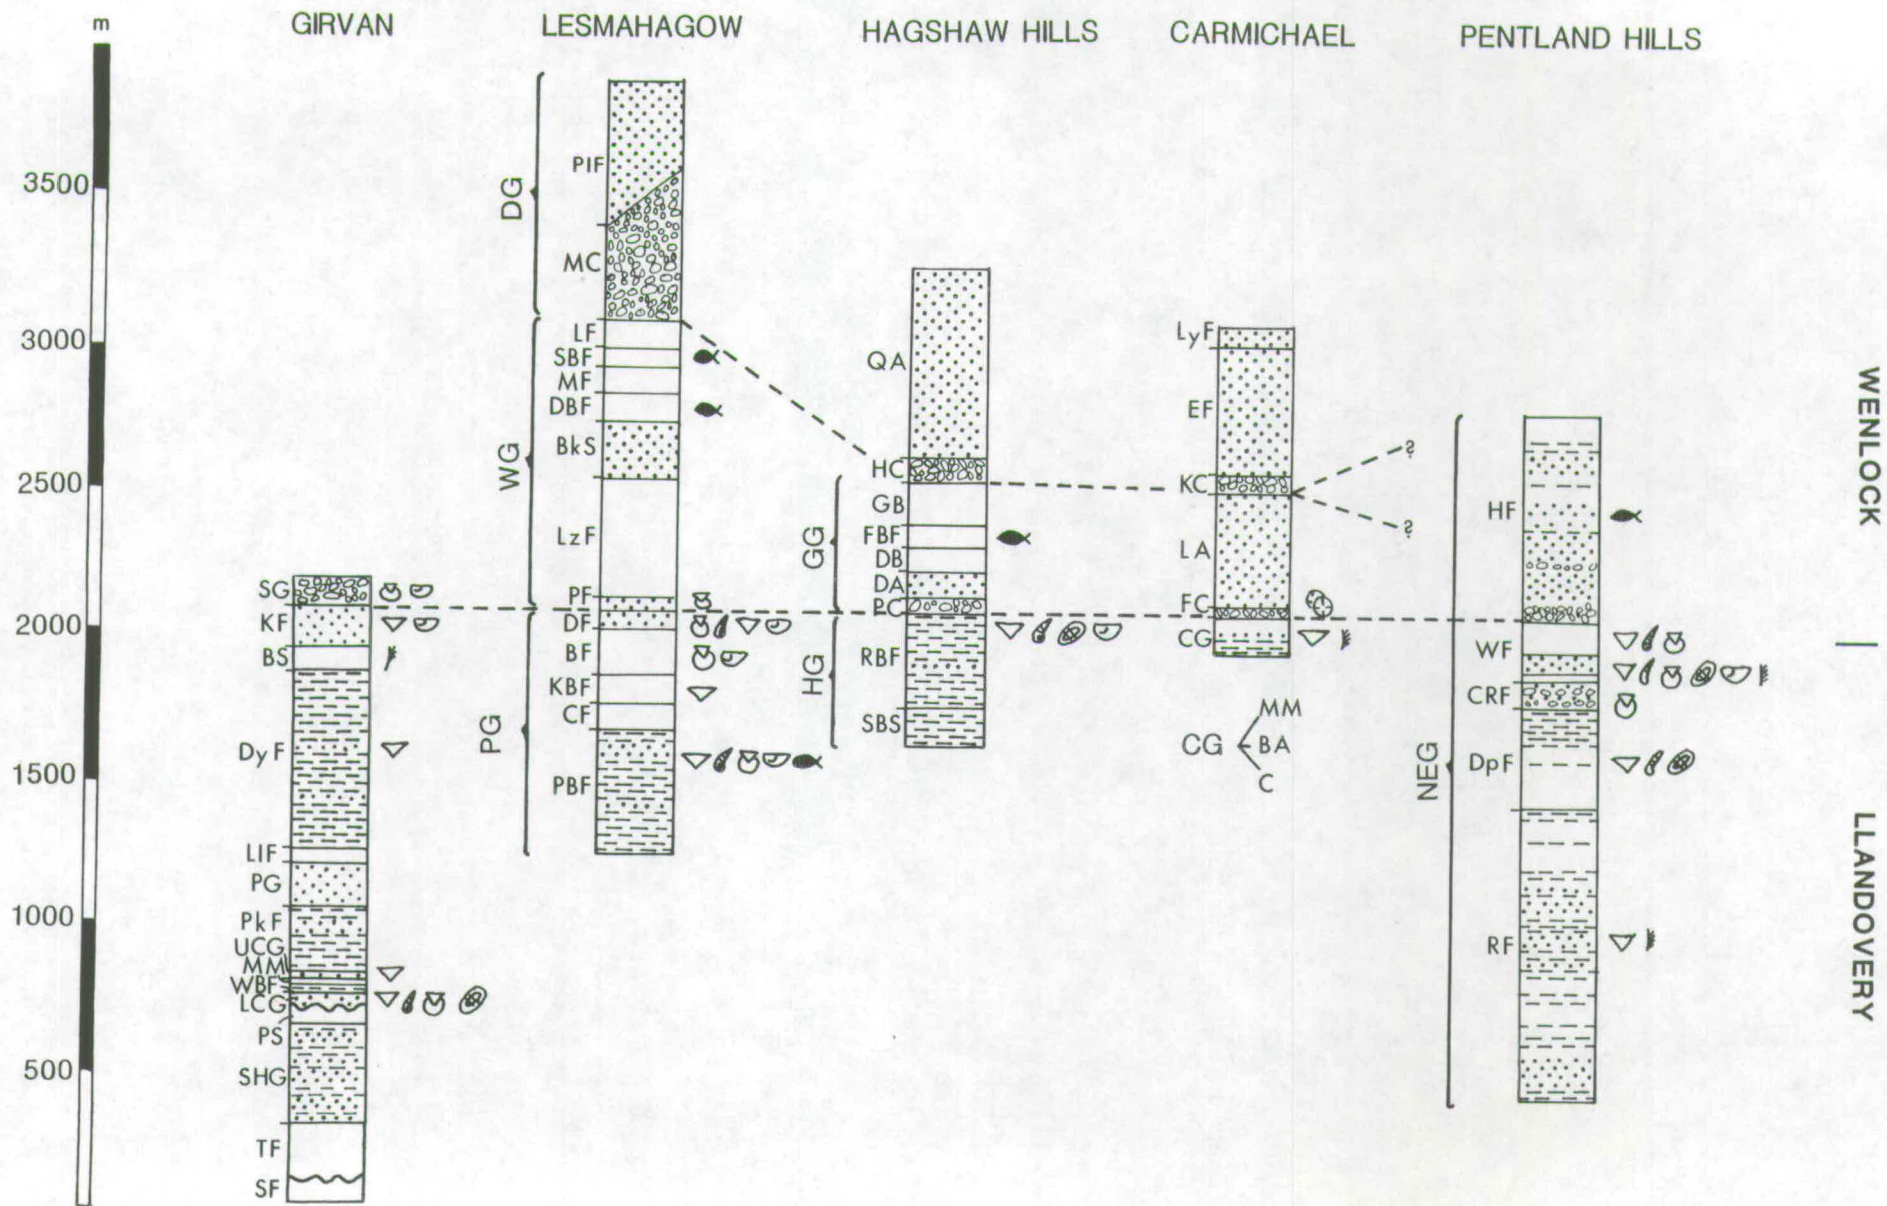 m
GIRVAN
LESMAHAGOW
HAGSHAW HILLS
CARMICHAEL
PENTLAND HILLS
3500
3000
2500
2000
1500
1000
500
SG
KF
BS
DyF
LIF
PG
PkF
UCG
MM
WBF
LCG
PS
SHG
TF
SF
DG
WG
PG
PIF
MC
LF
SBF
MF
DBF
BkS
LzF
PF
DF
BF
KBF
CF
PBF
GG
HG
QA
HC
GB
FBF
DB
DA
PC
RBF
SBS
LyF
EF
KC
LA
FC
CG
?
?
CG
MM
BA
C
NEG
HF
WF
CRF
DpF
RF
WENLOCK
LLANDOVERY